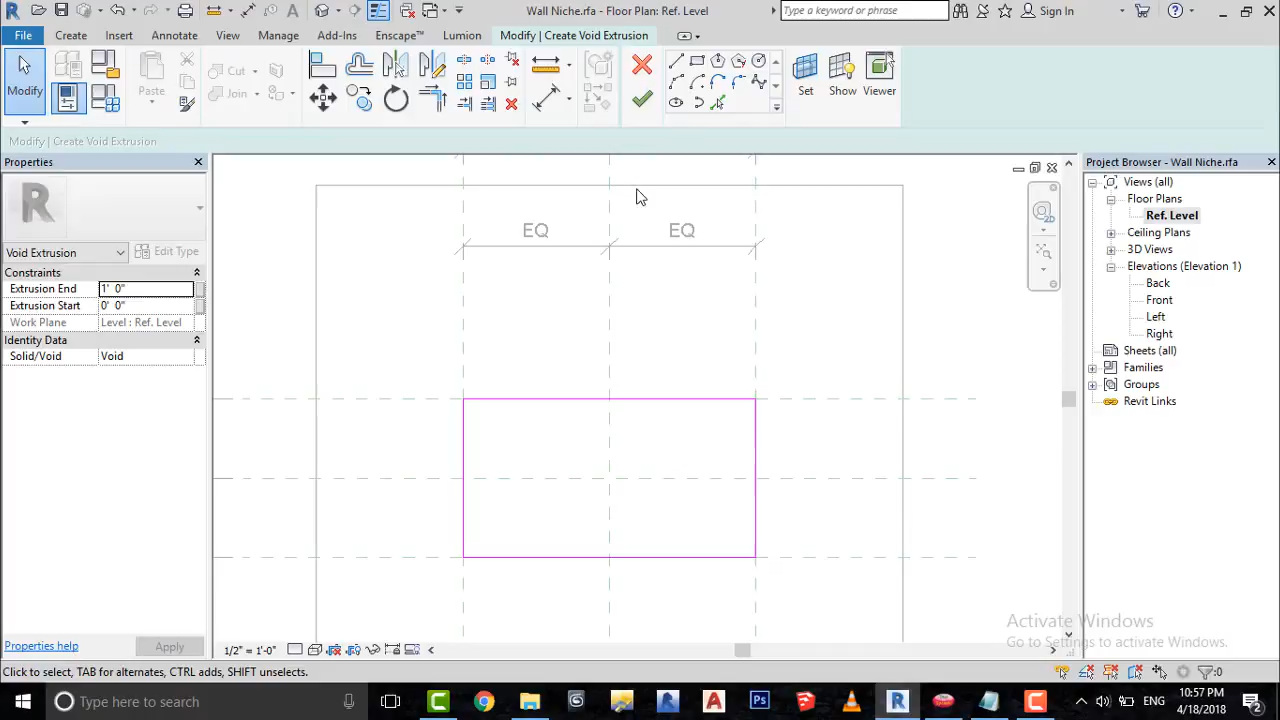 Wall Niche.rfa - Floor Plan: Ref. Level
Type a keyword or phrase
Sign In
File
Create
Insert
Annotate
View
Manage
Add-Ins
Enscape™
Lumion
Modify | Create Void Extrusion
Modify
Paste
Cut
Join
Set
Show
Viewer
Modify | Create Void Extrusion
Properties
Void Extrusion
Edit Type
Constraints
Extrusion End
1' 0"
Extrusion Start
0' 0"
Work Plane
Level : Ref. Level
Identity Data
Solid/Void
Void
Properties help
Apply
EQ
EQ
2D
Project Browser - Wall Niche.rfa
Views (all)
Floor Plans
Ref. Level
Ceiling Plans
3D Views
Elevations (Elevation 1)
Back
Front
Left
Right
Sheets (all)
Families
Groups
Revit Links
Activate Windows
Go to Settings to activate Windows.
1/2" = 1'-0"
Click to select, TAB for alternates, CTRL adds, SHIFT unselects.
:0
Type here to search
ENG
10:57 PM
4/18/2018
2